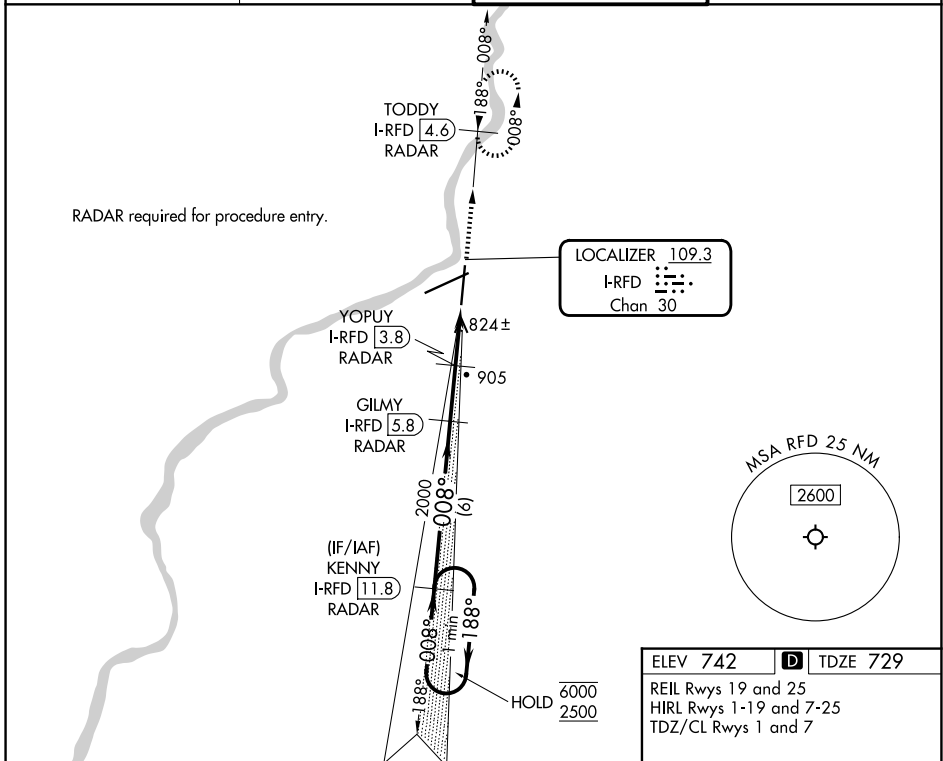 188°
008°
008°
TODDY
I-RFD 4.6
RADAR
RADAR required for procedure entry.
LOCALIZER 109.3
I-RFD
Chan 30
YOPUY
I-RFD 3.8
RADAR
824±
905
GILMY
I-RFD 5.8
RADAR
MSA RFD 25 NM
2600
2000
008°
(6)
(IF/IAF)
KENNY
I-RFD 11.8
RADAR
008°
1 min
188°
188°
HOLD 6000
2500
ELEV 742 D TDZE 729
REIL Rwys 19 and 25
HIRL Rwys 1-19 and 7-25
TDZ/CL Rwys 1 and 7